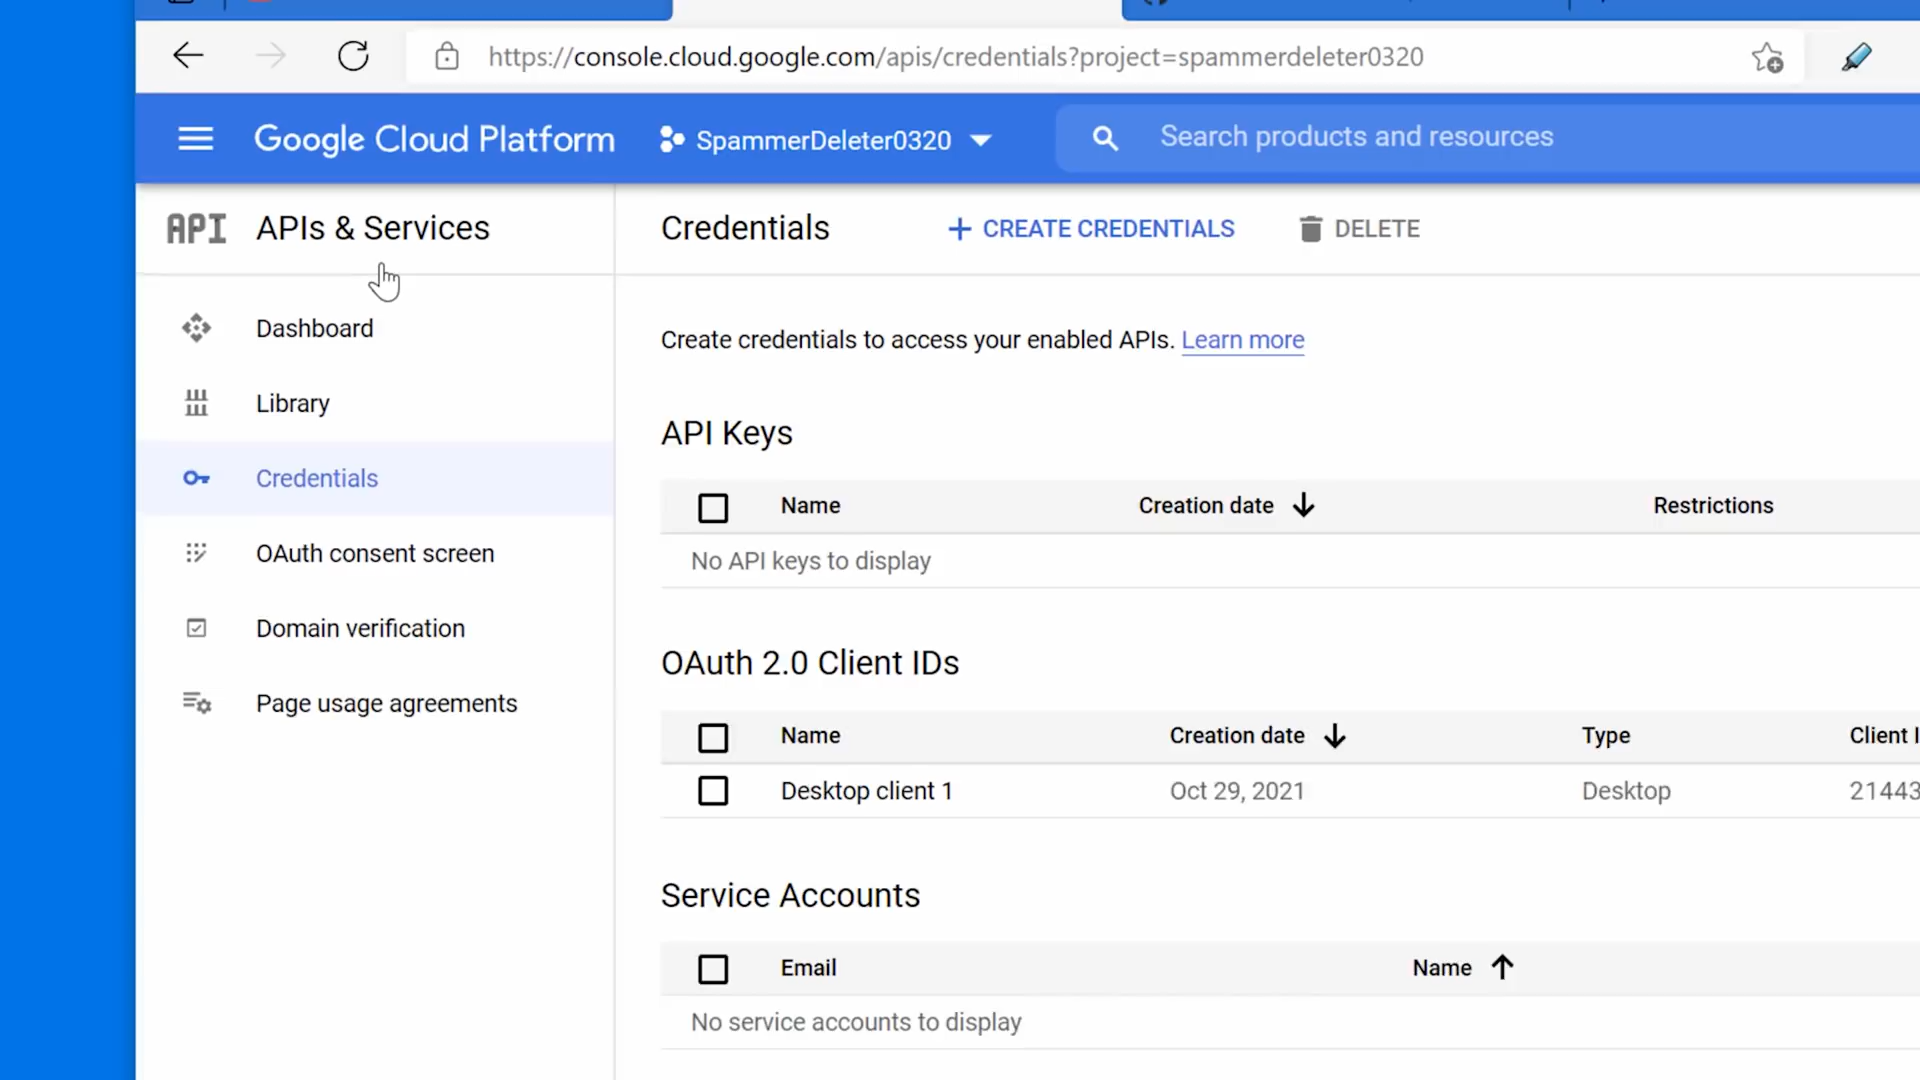 https://console.cloud.google.com/apis/credentials?project=spammerdeleter0320
Google Cloud Platform
SpammerDeleter0320
Search products and resources
API APIs & Services
Credentials
+ CREATE CREDENTIALS
DELETE
Dashboard
Library
Credentials
OAuth consent screen
Domain verification
Page usage agreements
Create credentials to access your enabled APIs. Learn more
API Keys
Name Creation date Restrictions
No API keys to display
OAuth 2.0 Client IDs
Name Creation date Type Client I
Desktop client 1 Oct 29, 2021 Desktop 21443
Service Accounts
Email Name
No service accounts to display